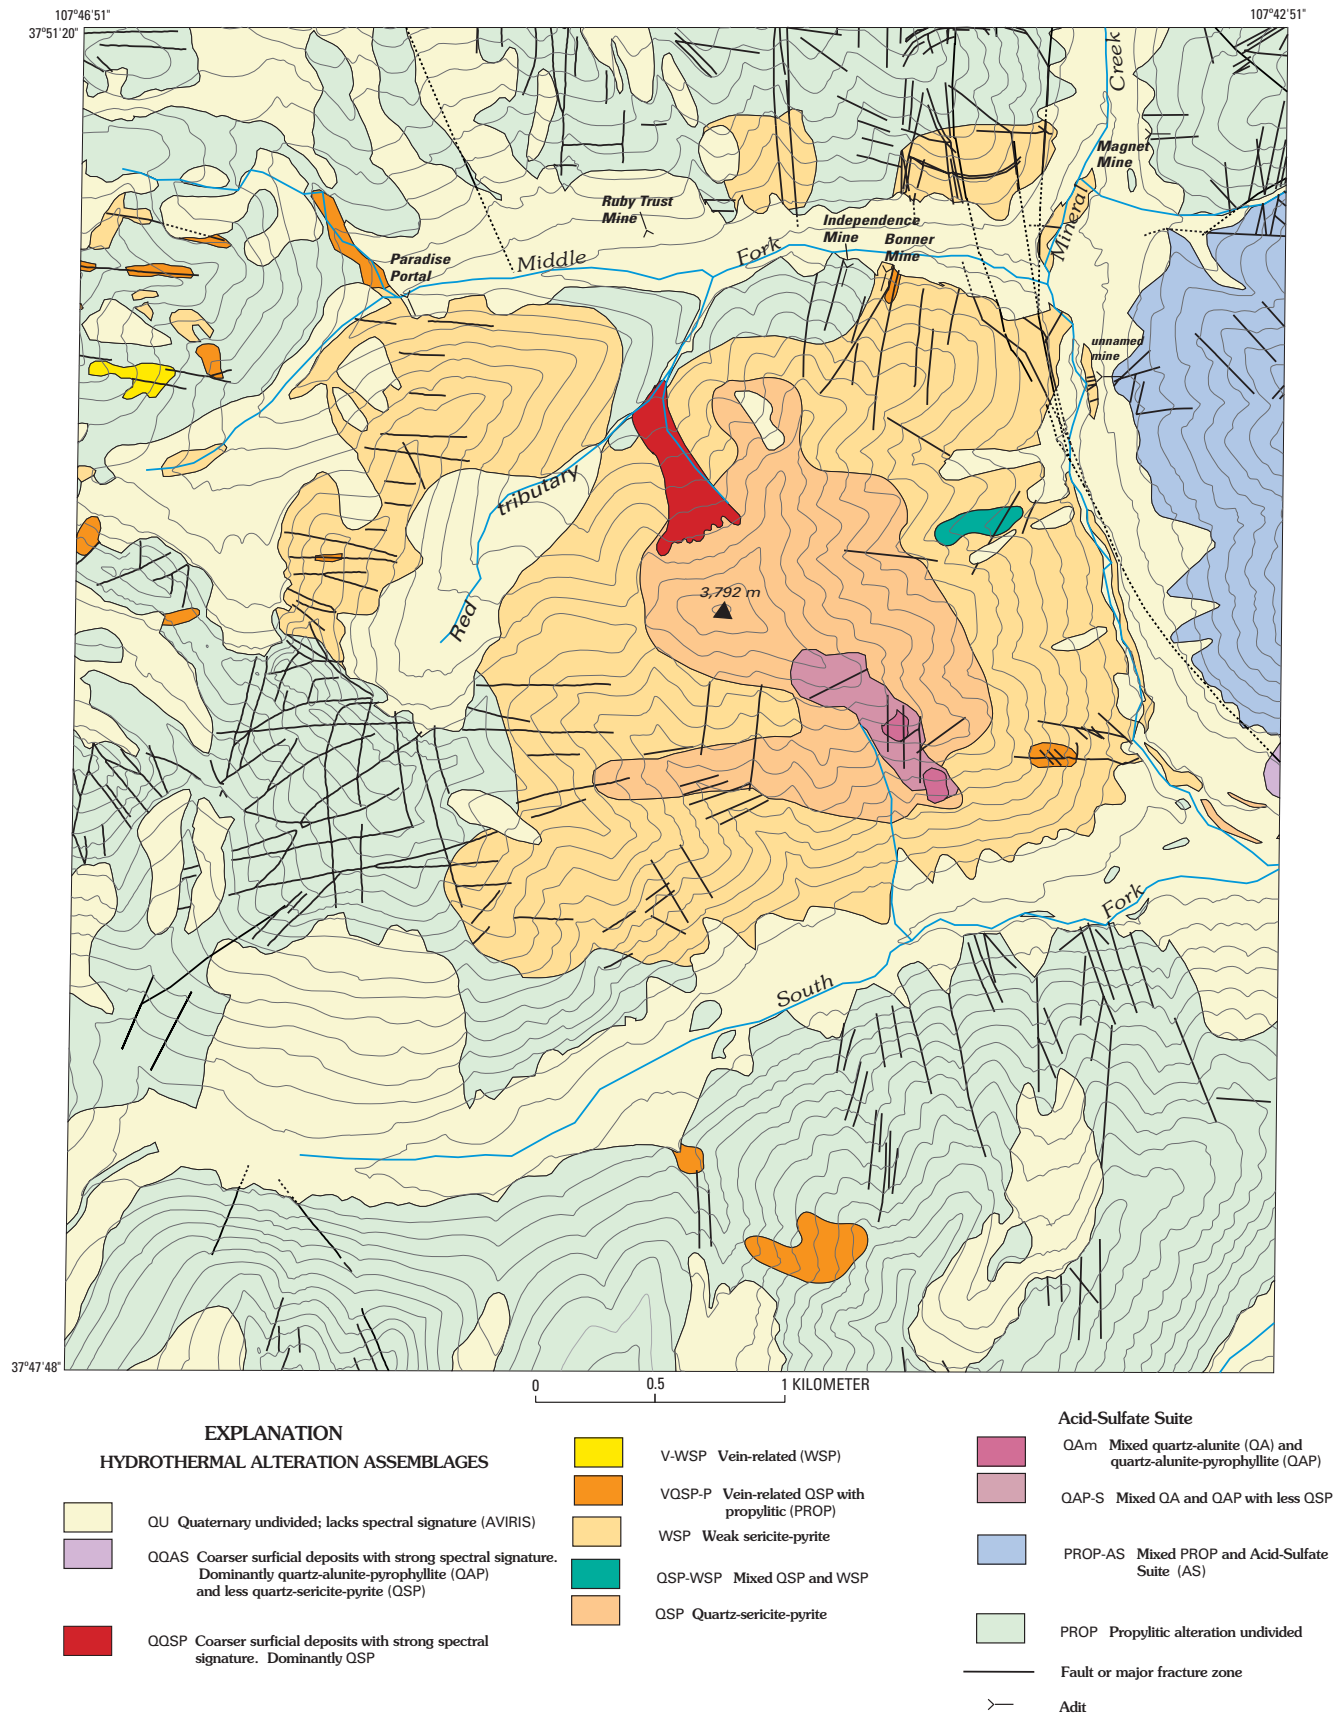 107°46'51"
107°42'51"
37°51'20"
Creek
Magnet
Mine
Ruby Trust
Mine
Mineral
Independence
Mine
Bonner
Mine
Paradise
Portal
Middle
Fork
unnamed
mine
tributary
Red
3,792 m
Fork
South
37°47'48"
0
0.5
1 KILOMETER
EXPLANATION
HYDROTHERMAL ALTERATION ASSEMBLAGES
QU Quaternary undivided; lacks spectral signature (AVIRIS)
QQAS Coarser surficial deposits with strong spectral signature.
Dominantly quartz-alunite-pyrophyllite (QAP)
and less quartz-sericite-pyrite (QSP)
QQSP Coarser surficial deposits with strong spectral
signature. Dominantly QSP
V-WSP Vein-related (WSP)
VQSP-P Vein-related QSP with
propylitic (PROP)
WSP Weak sericite-pyrite
QSP-WSP Mixed QSP and WSP
QSP Quartz-sericite-pyrite
Acid-Sulfate Suite
QAm Mixed quartz-alunite (QA) and
quartz-alunite-pyrophyllite (QAP)
QAP-S Mixed QA and QAP with less QSP
PROP-AS Mixed PROP and Acid-Sulfate
Suite (AS)
PROP Propylitic alteration undivided
Fault or major fracture zone
Adit